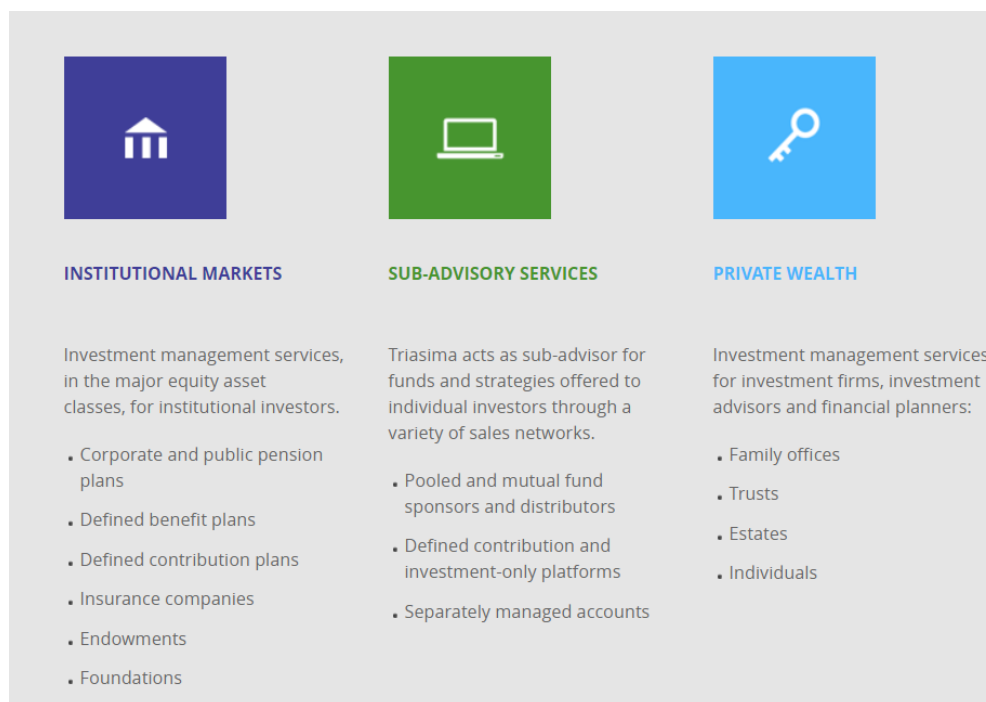 INSTITUTIONAL MARKETS
Investment management services,
in the major equity asset
classes, for institutional investors.
Corporate and public pension
plans
Defined benefit plans
Defined contribution plans
Insurance companies
Endowments
Foundations
SUB-ADVISORY SERVICES
Triasima acts as sub-advisor for
funds and strategies offered to
individual investors through a
variety of sales networks.
Pooled and mutual fund
sponsors and distributors
Defined contribution and
investment-only platforms
Separately managed accounts
PRIVATE WEALTH
Investment management services
for investment firms, investment
advisors and financial planners:
Family offices
Trusts
Estates
Individuals